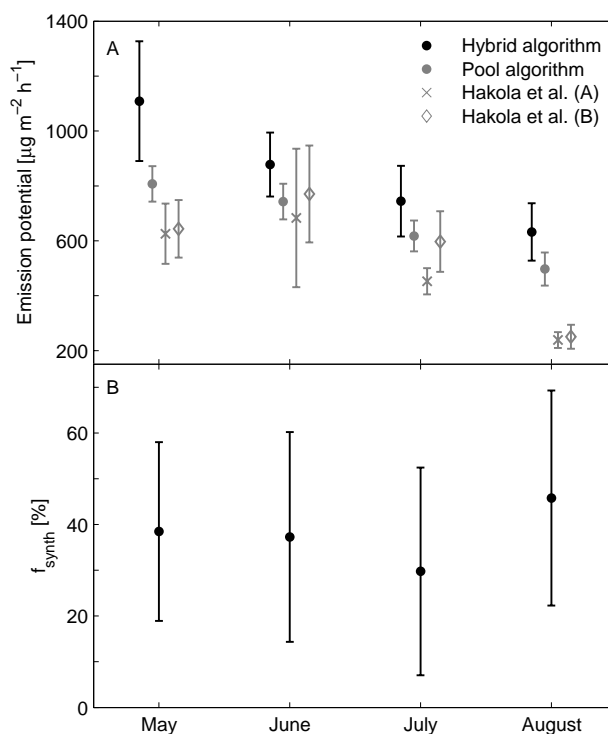 1400
1000
600
200
Emission potential [µg m−2 h−1]
A
Hybrid algorithm
Pool algorithm
Hakola et al. (A)
Hakola et al. (B)
B
60
40
20
0
fsynth [%]
May June July August